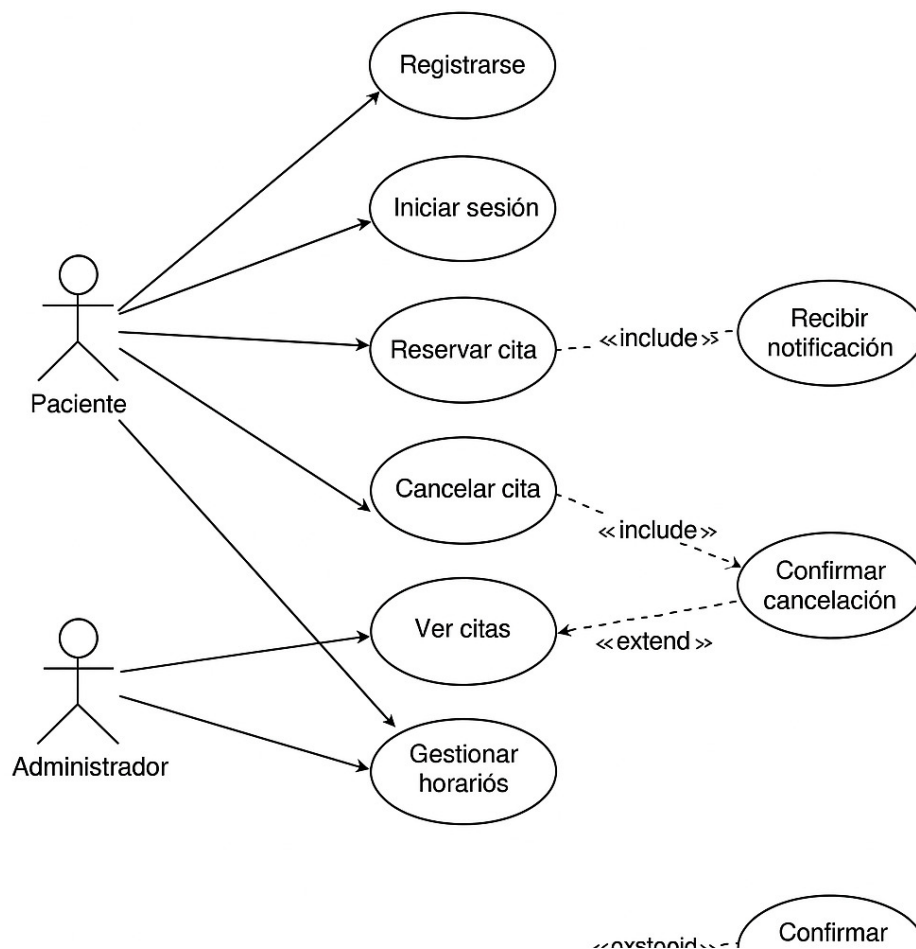 Registrarse
Iniciar sesión
Reservar cita
«include»
Recibir
notificación
Paciente
Cancelar cita
«include»
Confirmar
cancelación
Ver citas
«extend»
Administrador
Gestionar
horariós
Confirmar